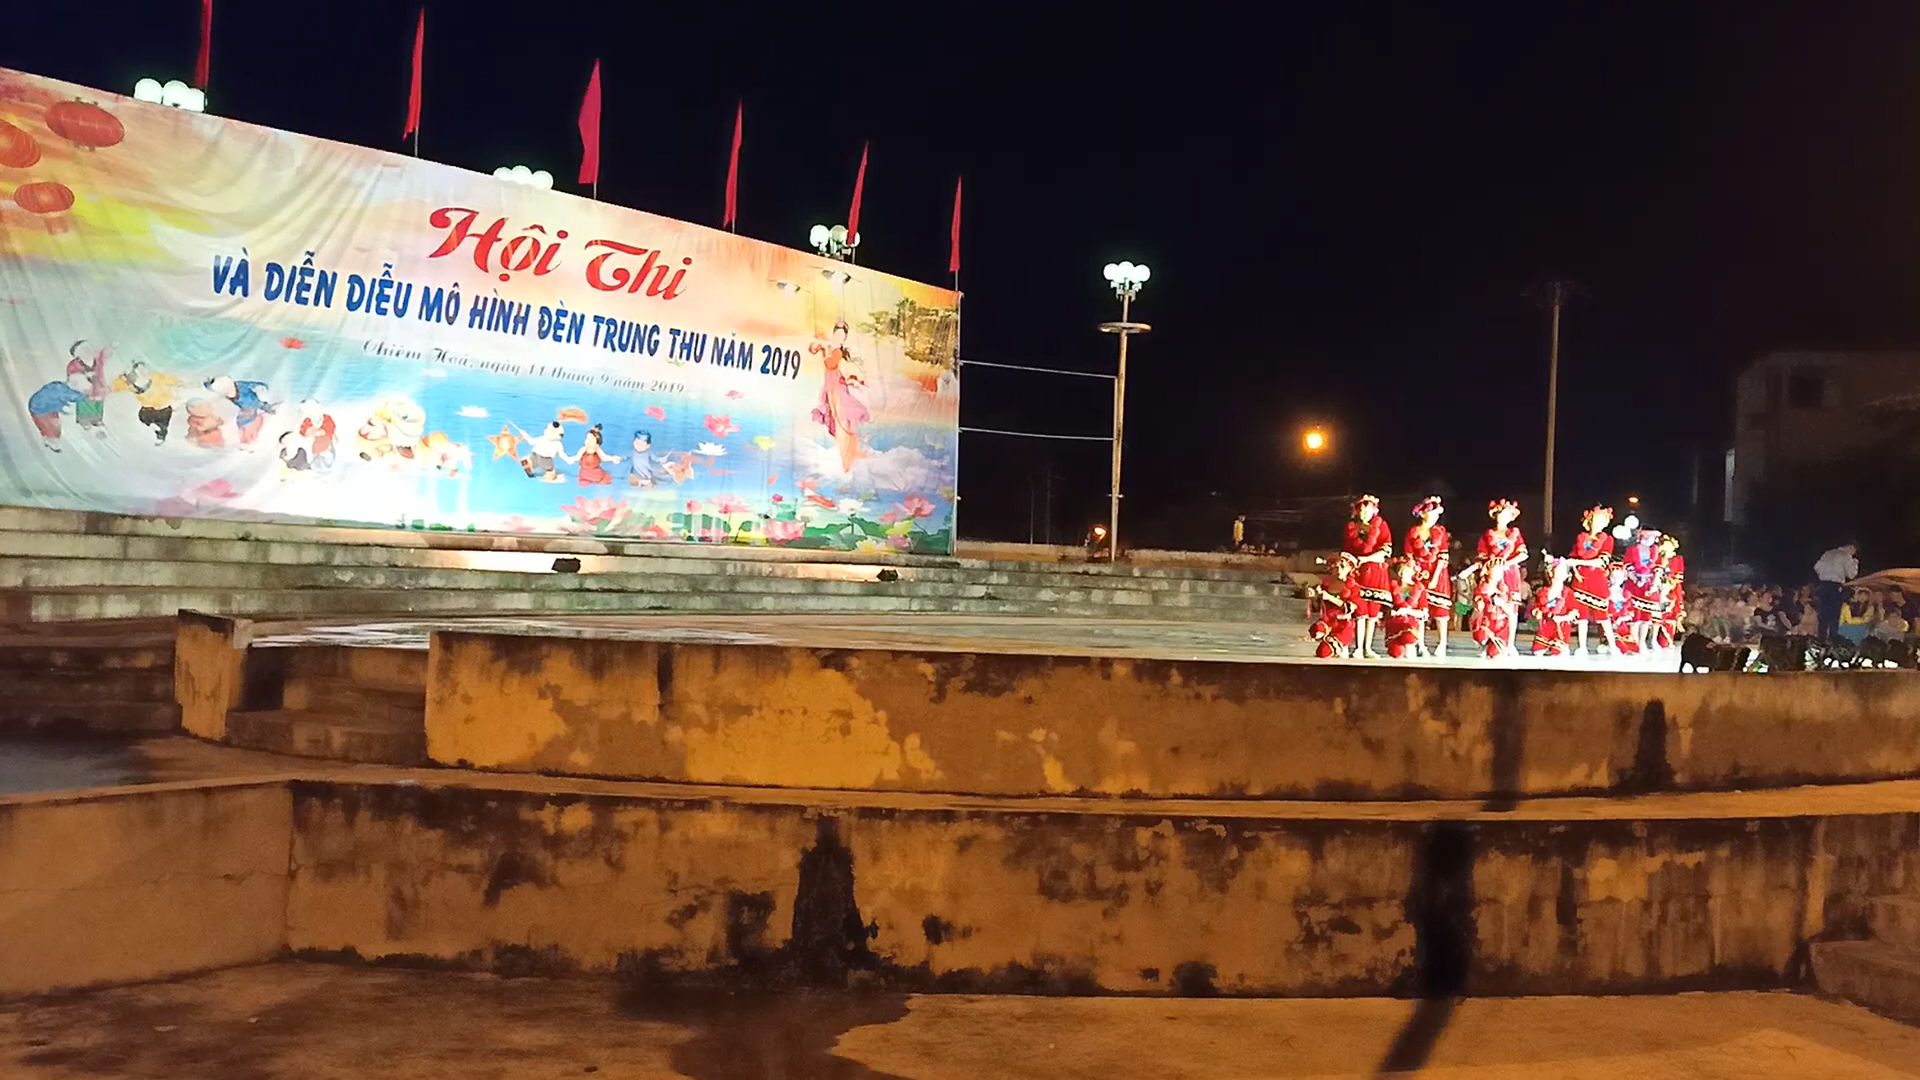 Hội Thi
VÀ DIỄN DIỄU MÔ HÌNH ĐÈN TRUNG THU NĂM 2019
Chiêm Hoá, ngày 11 tháng 9 năm 2019